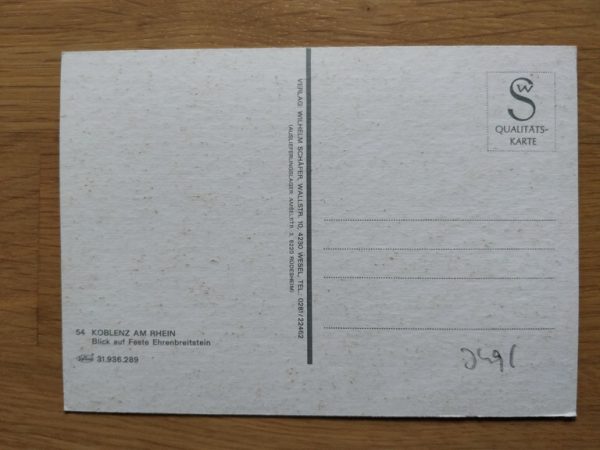 54 KOBLENZ AM RHEIN
Blick auf Feste Ehrenbreitstein
31.936.289
VERLAG: WILHELM SCHÄFER, WALLSTR. 10, 4230 WESEL, TEL. 0281/22462
(AUSLIEFERUNGSLAGER: AMSELSTR. 3, 6220 RÜDESHEIM)
SW
QUALITÄTS-
KARTE